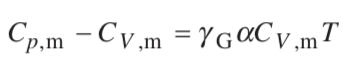 C_{p,m} − C_{V,m} = γ_G α C_{V,m} T